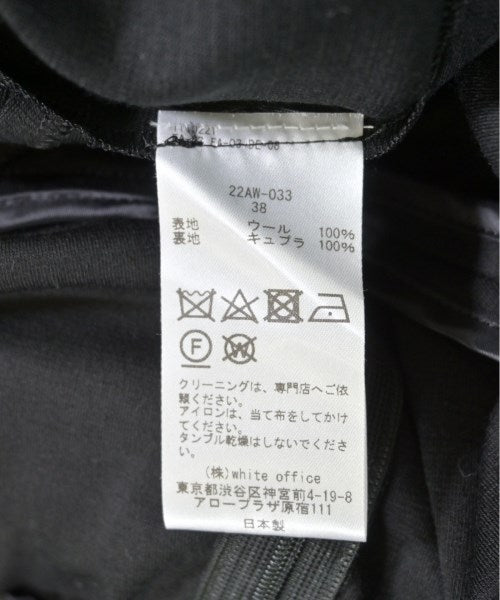 22AW-033
38
表地 ウール 100%
裏地 キュプラ 100%
F W
クリーニングは、専門店へご依
頼ください。
アイロンは、当て布をしてかけ
てください。
タンブル乾燥はしないでくださ
い。
(株)white office
東京都渋谷区神宮前4-19-8
アロープラザ原宿111
日本製